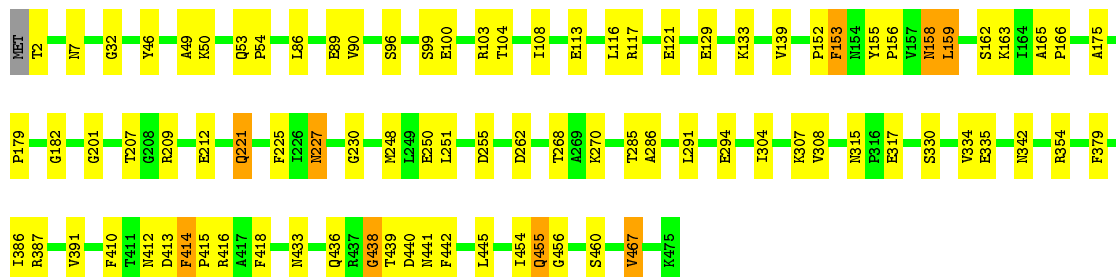 MET T2 N7 G32 Y46 A49 K50 Q53 P54 L86 E89 V90 S96 S99 E100 R103 T104 I108 E113 L116 R117 E121 E129 K133 V139 P152 F153 N154 Y155 P156 V157 N158 L159 S162 K163 I164 A165 P166 A175
P179 G182 G201 T207 G208 R209 E212 Q221 F225 I226 N227 G230 M248 L249 E250 L251 D255 D262 T268 A269 K270 T285 A286 L291 E294 I304 K307 V308 N315 P316 E317 S330 V334 E335 N342 R354 F379
I386 R387 V391 F410 T411 N412 D413 F414 P415 R416 A417 F418 N433 Q436 R437 G438 T439 D440 N441 F442 L445 I454 Q455 G456 S460 V467 K475